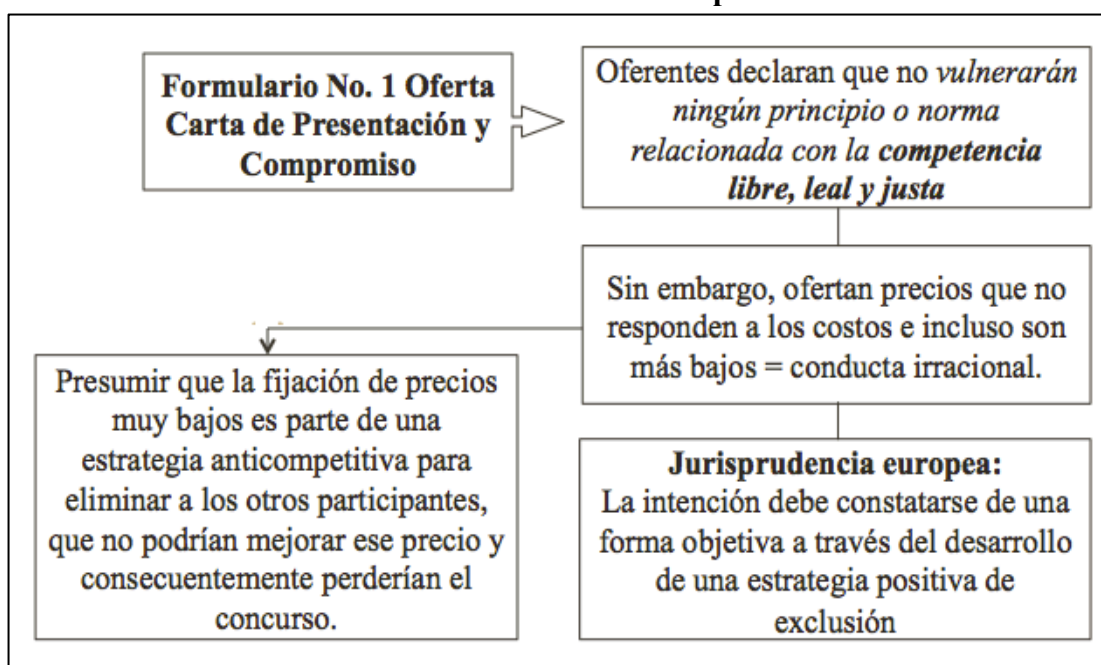 Formulario No. 1 Oferta
Carta de Presentación y
Compromiso
Oferentes declaran que no vulnerarán
ningún principio o norma
relacionada con la competencia
libre, leal y justa
Sin embargo, ofertan precios que no
responden a los costos e incluso son
más bajos = conducta irracional.
Presumir que la fijación de precios
muy bajos es parte de una
estrategia anticompetitiva para
eliminar a los otros participantes,
que no podrían mejorar ese precio y
consecuentemente perderían el
concurso.
Jurisprudencia europea:
La intención debe constatarse de una
forma objetiva a través del desarrollo
de una estrategia positiva de
exclusión